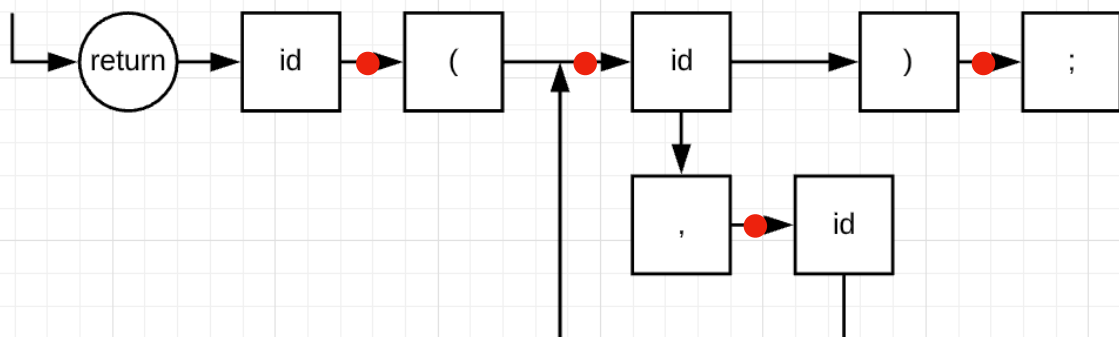 return id ( id ) ;
, id